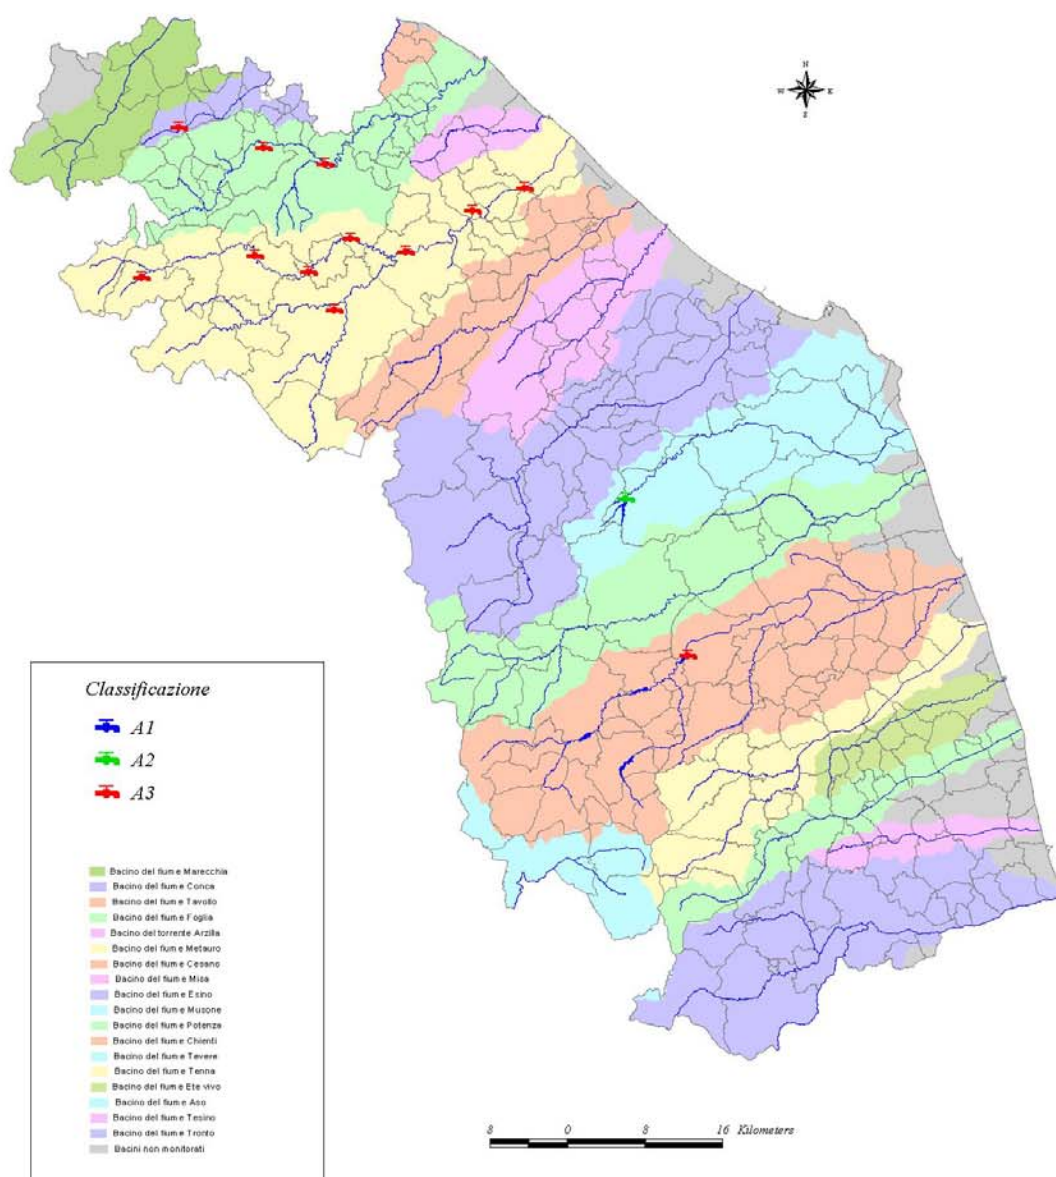 N
W E
S
Classificazione
A1
A2
A3
Bacino del fiume Marecchia
Bacino del fiume Conca
Bacino del fiume Tavollo
Bacino del fiume Foglia
Bacino del torrente Arzilla
Bacino del fiume Metauro
Bacino del fiume Cesano
Bacino del fiume Misa
Bacino del fiume Esino
Bacino del fiume Musone
Bacino del fiume Potenza
Bacino del fiume Chienti
Bacino del fiume Tevere
Bacino del fiume Tenna
Bacino del fiume Ete vivo
Bacino del fiume Aso
Bacino del fiume Tesino
Bacino del fiume Tronto
Bacini non monitorati
8 0 8 16 Kilometers